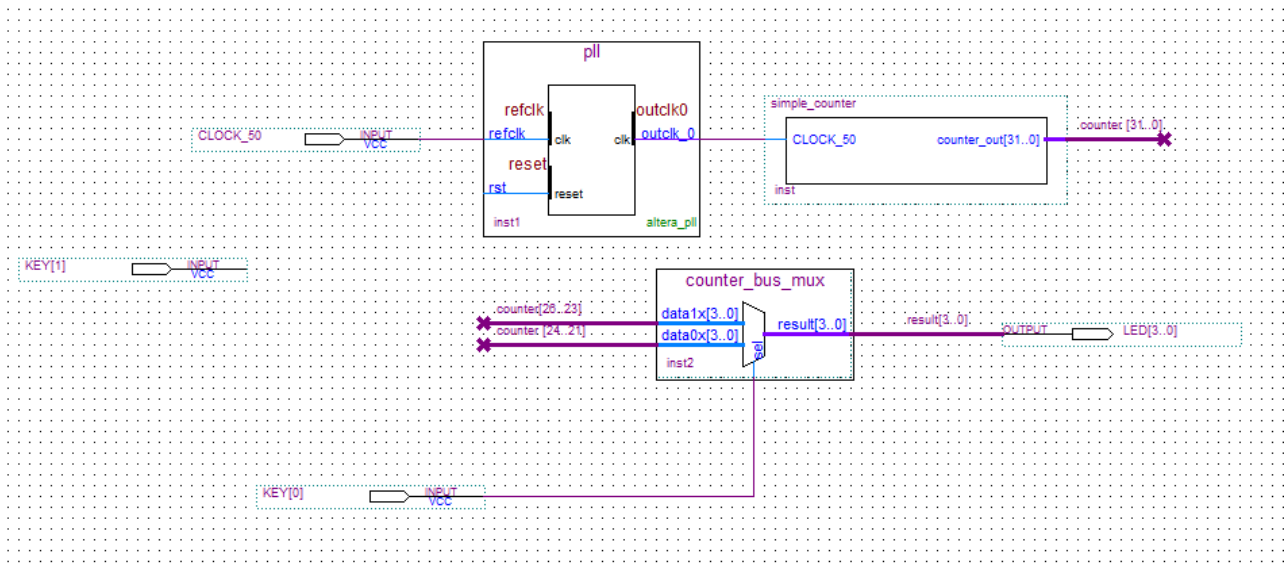 pll
refclk
outclk0
simple_counter
CLOCK_50
INPUT
VCC
refclk
clk
clk
outclk_0
CLOCK_50
counter_out[31..0]
counter [31..0]
reset
rst
reset
inst1
altera_pll
inst
KEY[1]
INPUT
VCC
counter_bus_mux
counter[26..23]
data1x[3..0]
counter [24..21]
data0x[3..0]
result[3..0]
result[3..0]
OUTPUT
LED[3..0]
sel
inst2
KEY[0]
INPUT
VCC